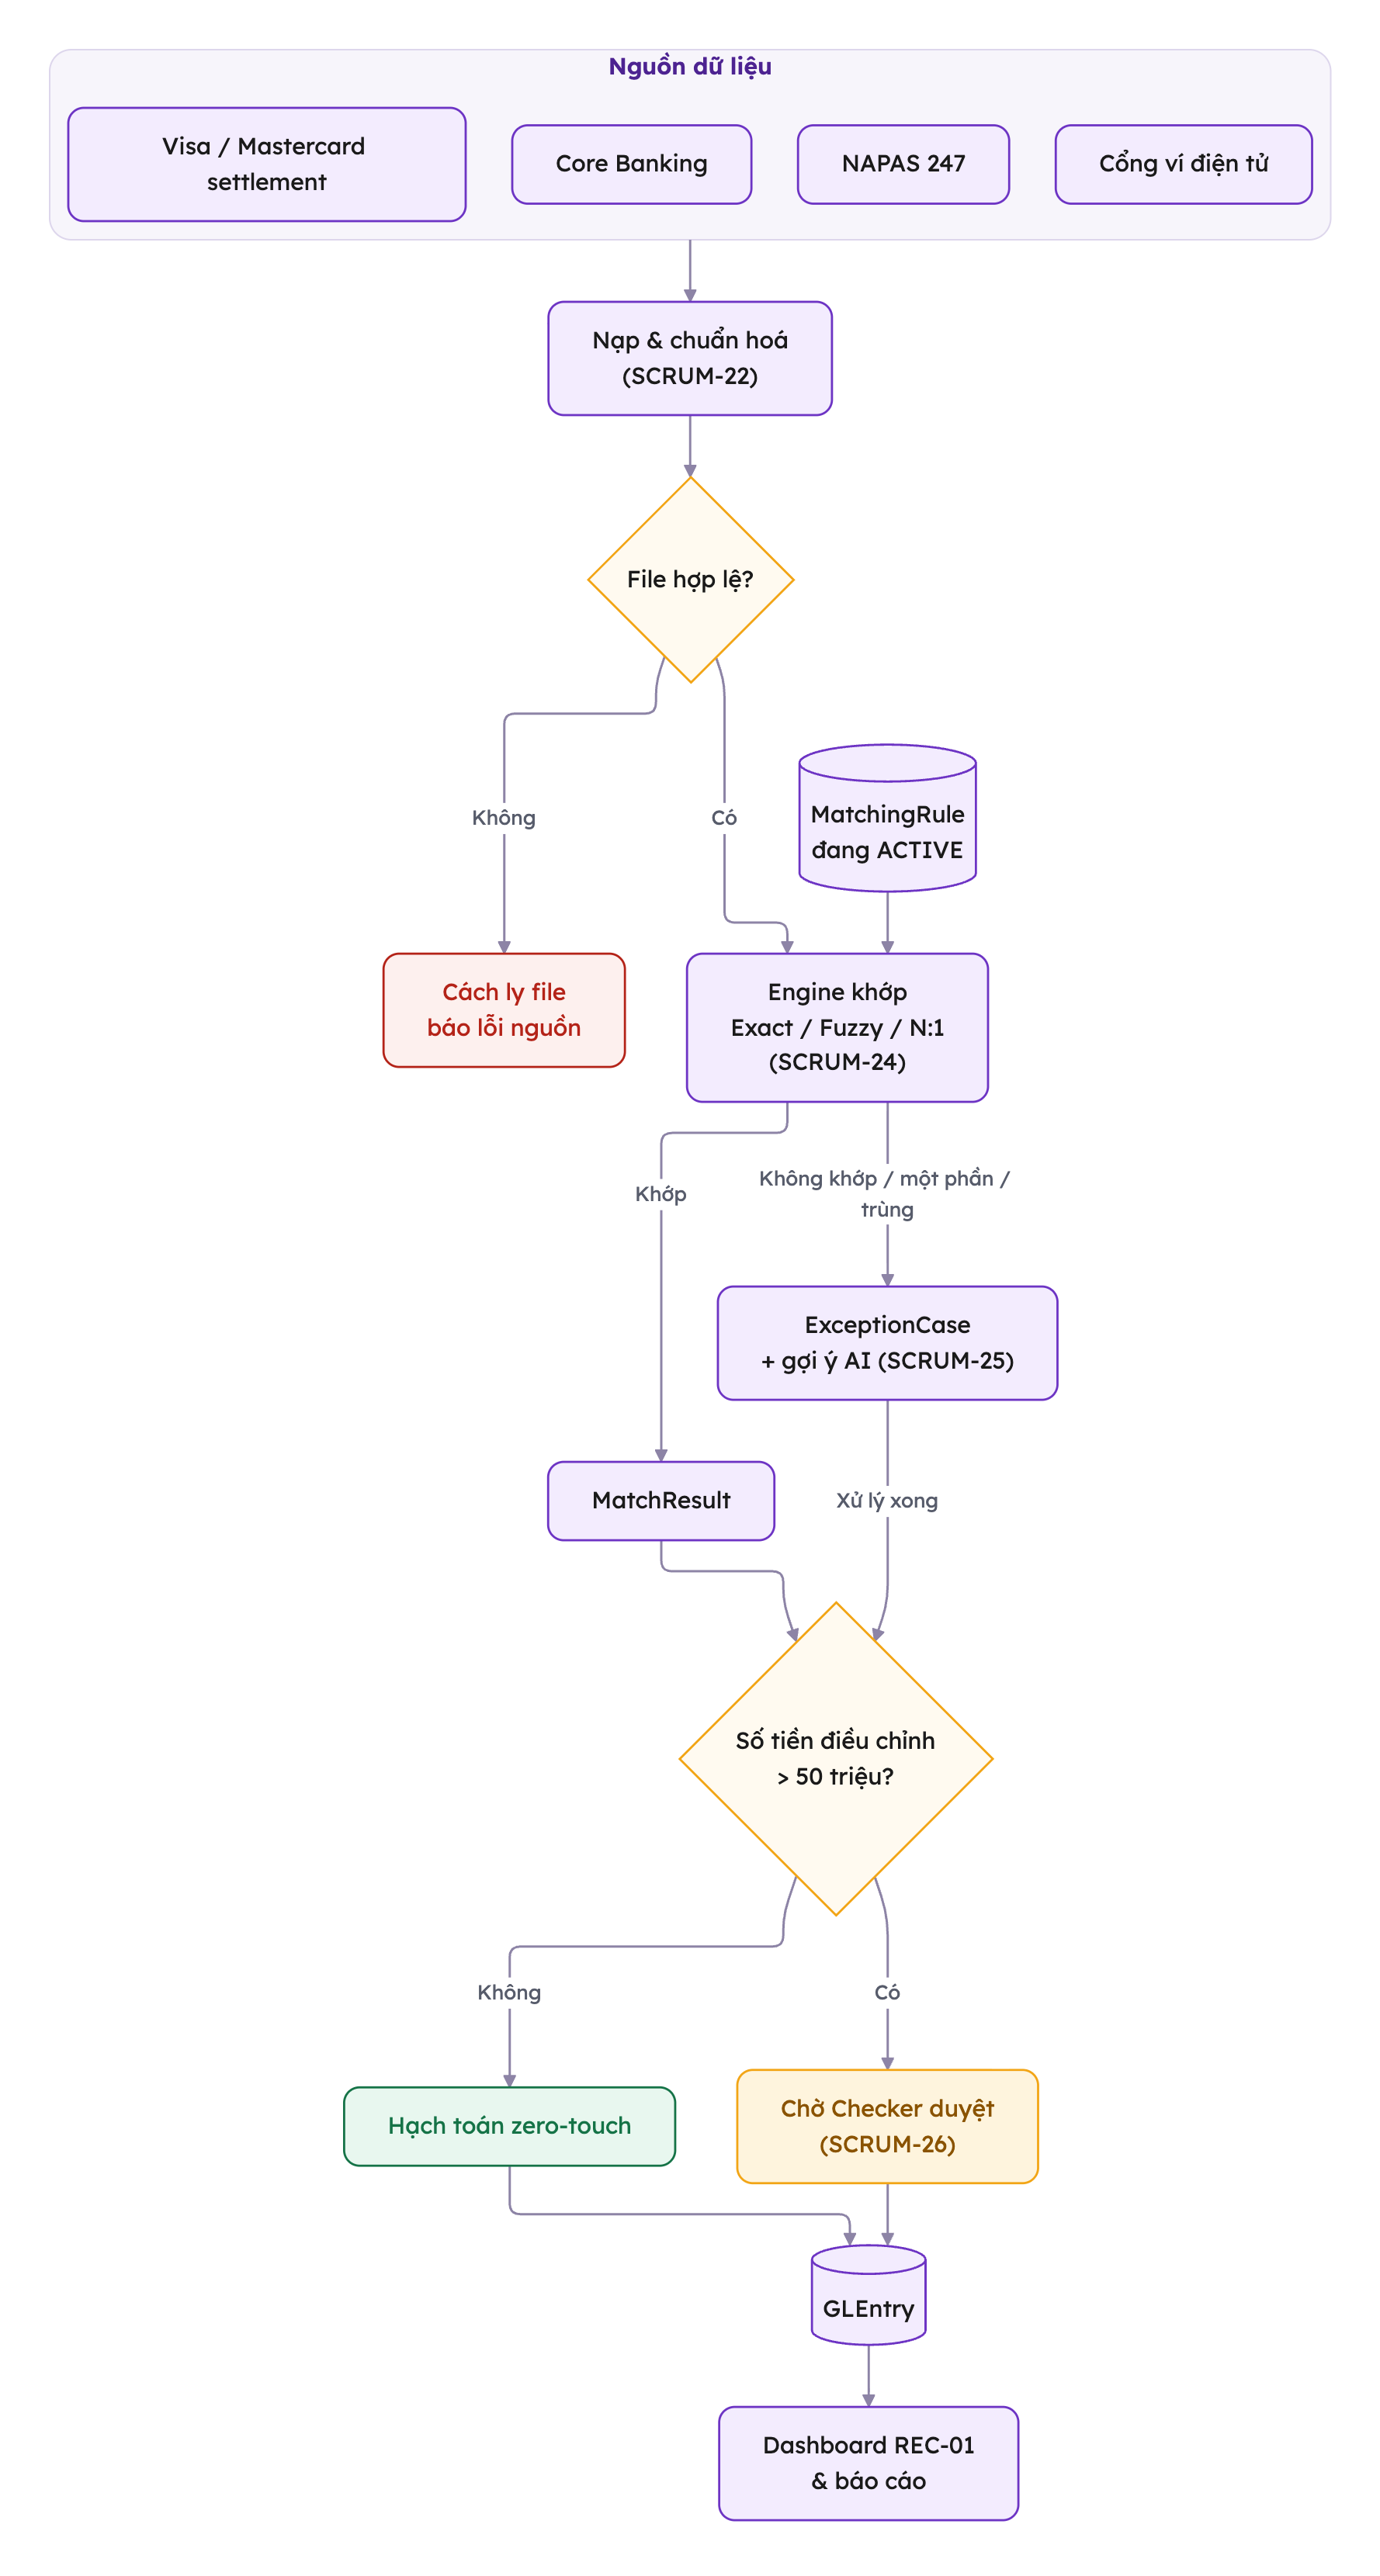 Nguồn dữ liệu
Visa / Mastercard
settlement
Core Banking
NAPAS 247
Cổng ví điện tử
Nạp & chuẩn hoá
(SCRUM-22)
File hợp lệ?
Không
Có
MatchingRule
đang ACTIVE
Cách ly file
báo lỗi nguồn
Engine khớp
Exact / Fuzzy / N:1
(SCRUM-24)
Khớp
Không khớp / một phần /
trùng
ExceptionCase
+ gợi ý AI (SCRUM-25)
MatchResult
Xử lý xong
Số tiền điều chỉnh
> 50 triệu?
Không
Có
Hạch toán zero-touch
Chờ Checker duyệt
(SCRUM-26)
GLEntry
Dashboard REC-01
& báo cáo